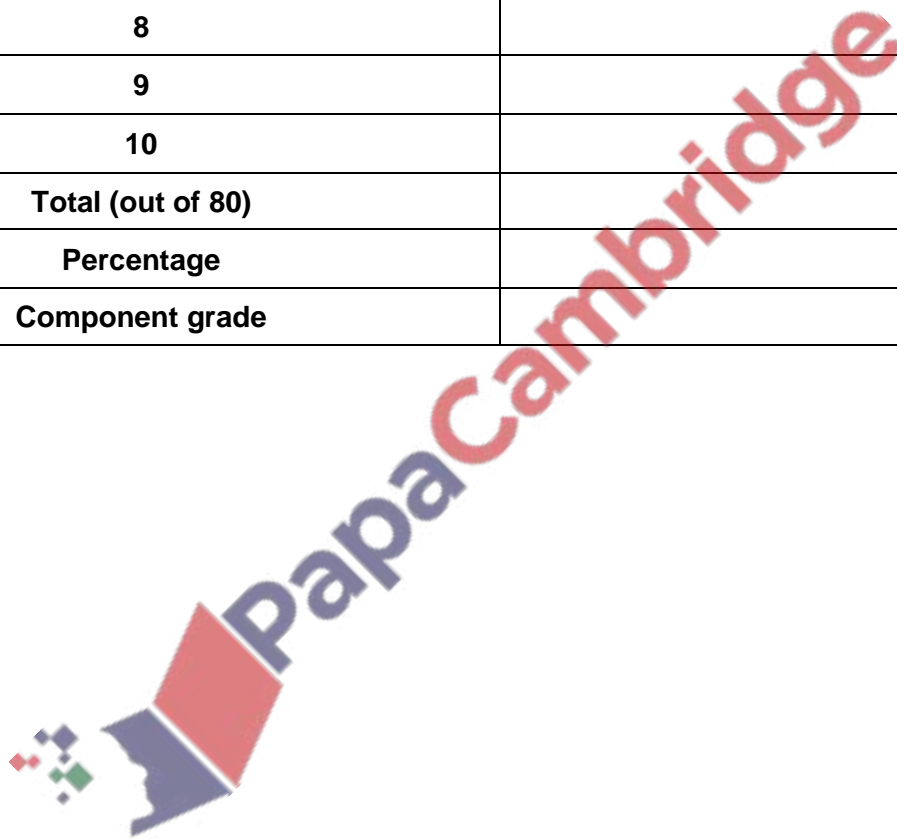 8
9
10
Total (out of 80)
Percentage
Component grade
PapaCambridge